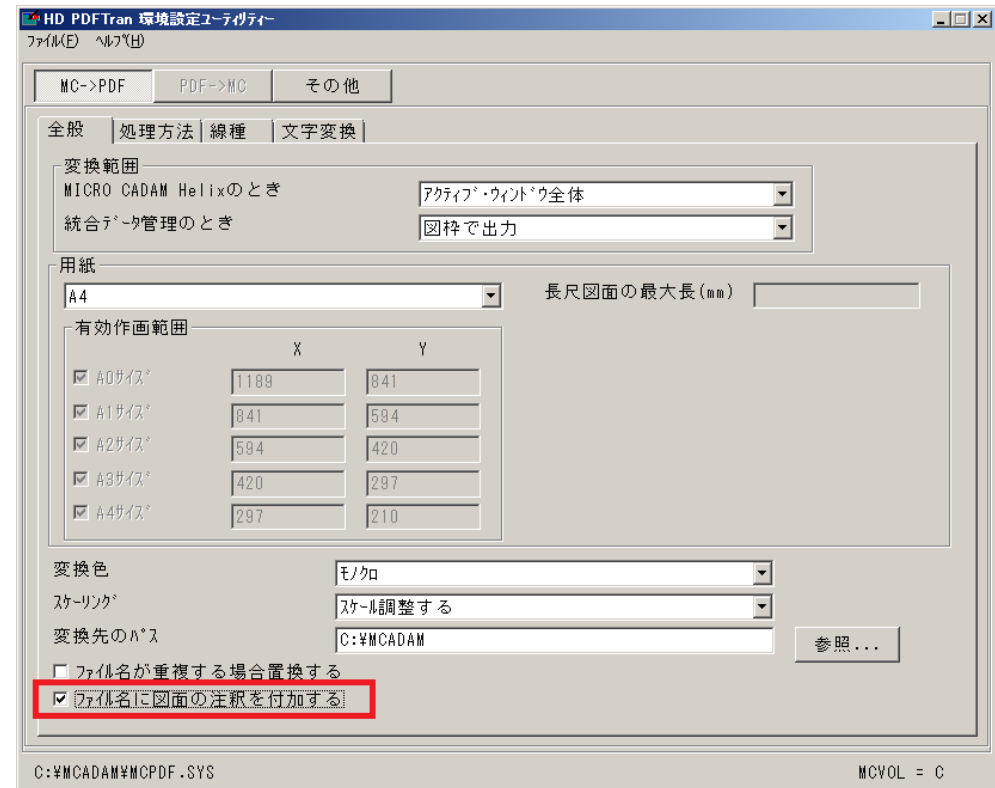 HD PDFTran 環境設定ﾕｰﾃｨﾘﾃｨｰ
ﾌｧｲﾙ(F) ﾍﾙﾌﾟ(H)
MC->PDF PDF->MC その他
全般 処理方法 線種 文字変換
変換範囲
MICRO CADAM Helixのとき ｱｸﾃｨﾌﾞ･ｳｨﾝﾄﾞｳ全体
統合ﾃﾞｰﾀ管理のとき 図枠で出力
用紙
A4 長尺図面の最大長(mm)
有効作画範囲
X Y
A0ｻｲｽﾞ 1189 841
A1ｻｲｽﾞ 841 594
A2ｻｲｽﾞ 594 420
A3ｻｲｽﾞ 420 297
A4ｻｲｽﾞ 297 210
変換色 ﾓﾉｸﾛ
ｽｹｰﾘﾝｸﾞ ｽｹｰﾙ調整する
変換先のﾊﾟｽ C:¥MCADAM 参照...
ﾌｧｲﾙ名が重複する場合置換する
ﾌｧｲﾙ名に図面の注釈を付加する
C:¥MCADAM¥MCPDF.SYS MCVOL = C